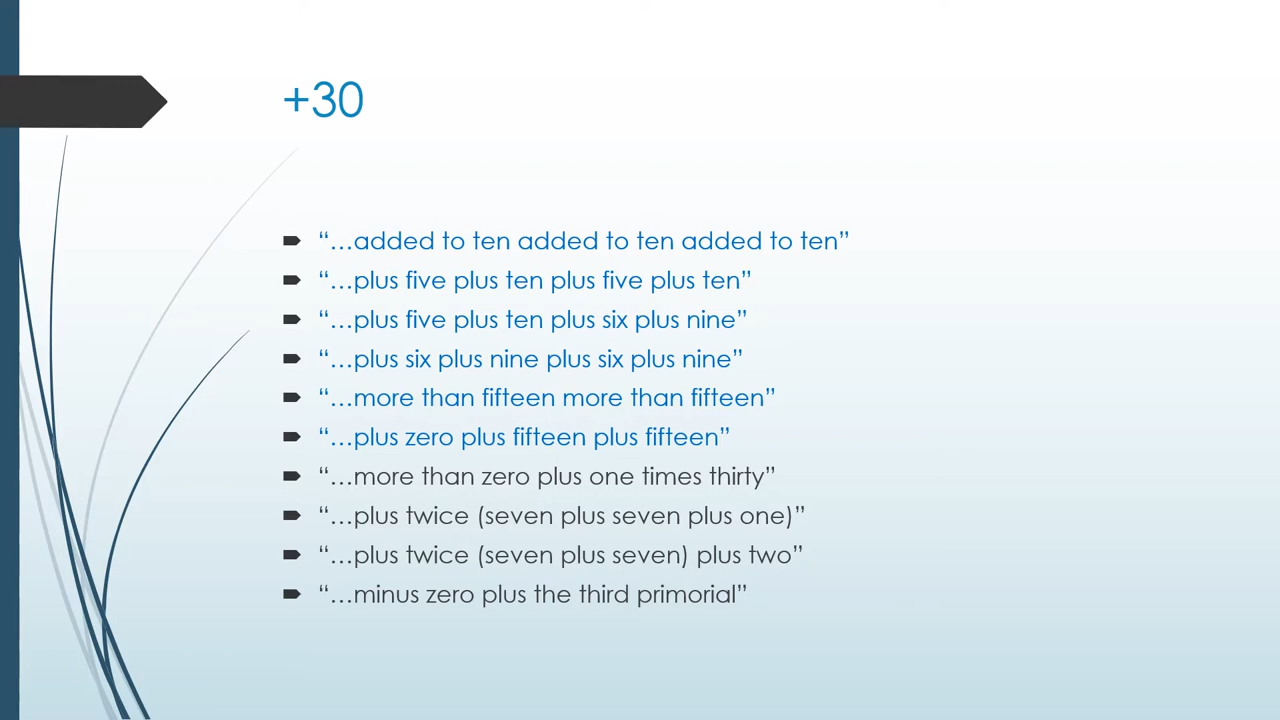 +30
“…added to ten added to ten added to ten”
“…plus five plus ten plus five plus ten”
“…plus five plus ten plus six plus nine”
“…plus six plus nine plus six plus nine”
“…more than fifteen more than fifteen”
“…plus zero plus fifteen plus fifteen”
“…more than zero plus one times thirty”
“…plus twice (seven plus seven plus one)”
“…plus twice (seven plus seven) plus two”
“…minus zero plus the third primorial”